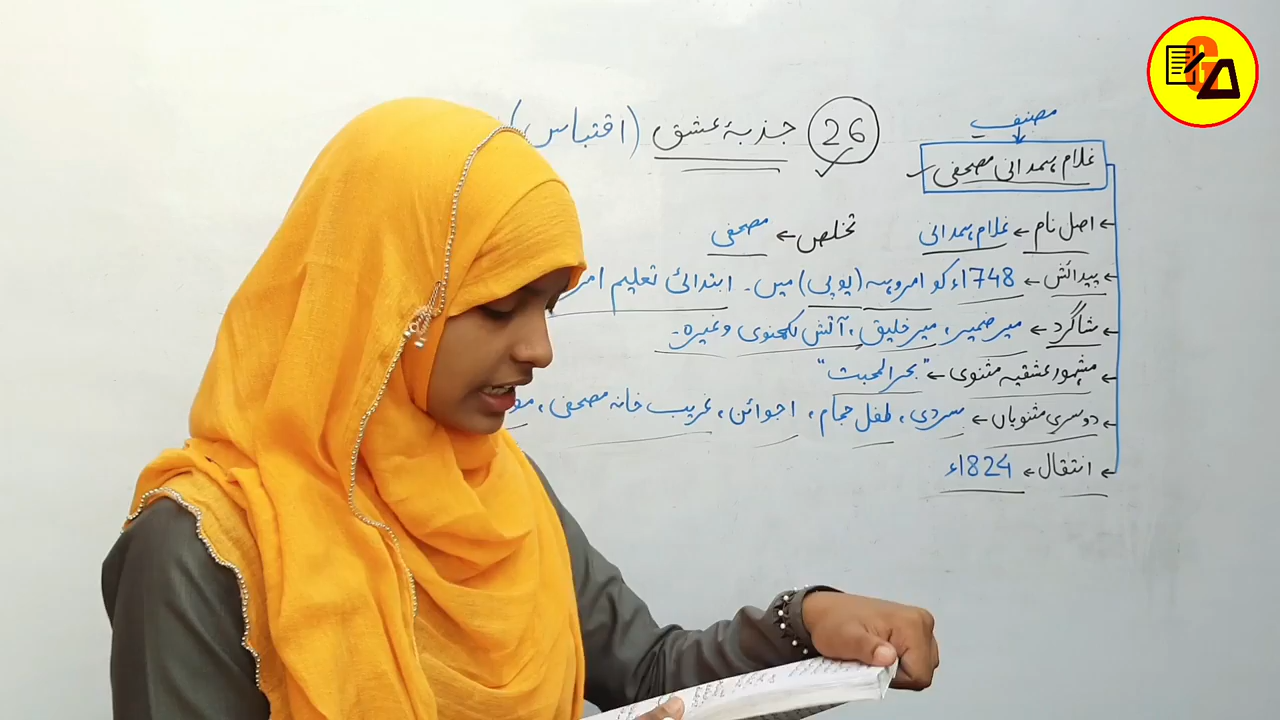 26 جذبۂ عشق (اقتباس)
مصنف
غلام ہمدانی مصحفی
اصل نام ← غلام ہمدانی تخلص ← مصحفی
پیدائش ← 1748ء کو امروہہ (یوپی) میں۔ ابتدائی تعلیم
شاگرد ← میر ضمیر، میر خلیق، آتش لکھنوی وغیرہ۔
مشہور عشقیہ مثنوی ← "بحر المحبت"
دوسری مثنویاں ← سردی، طفل حجام، اجوائن، غریب خانہ مصحفی،
انتقال ← 1824ء